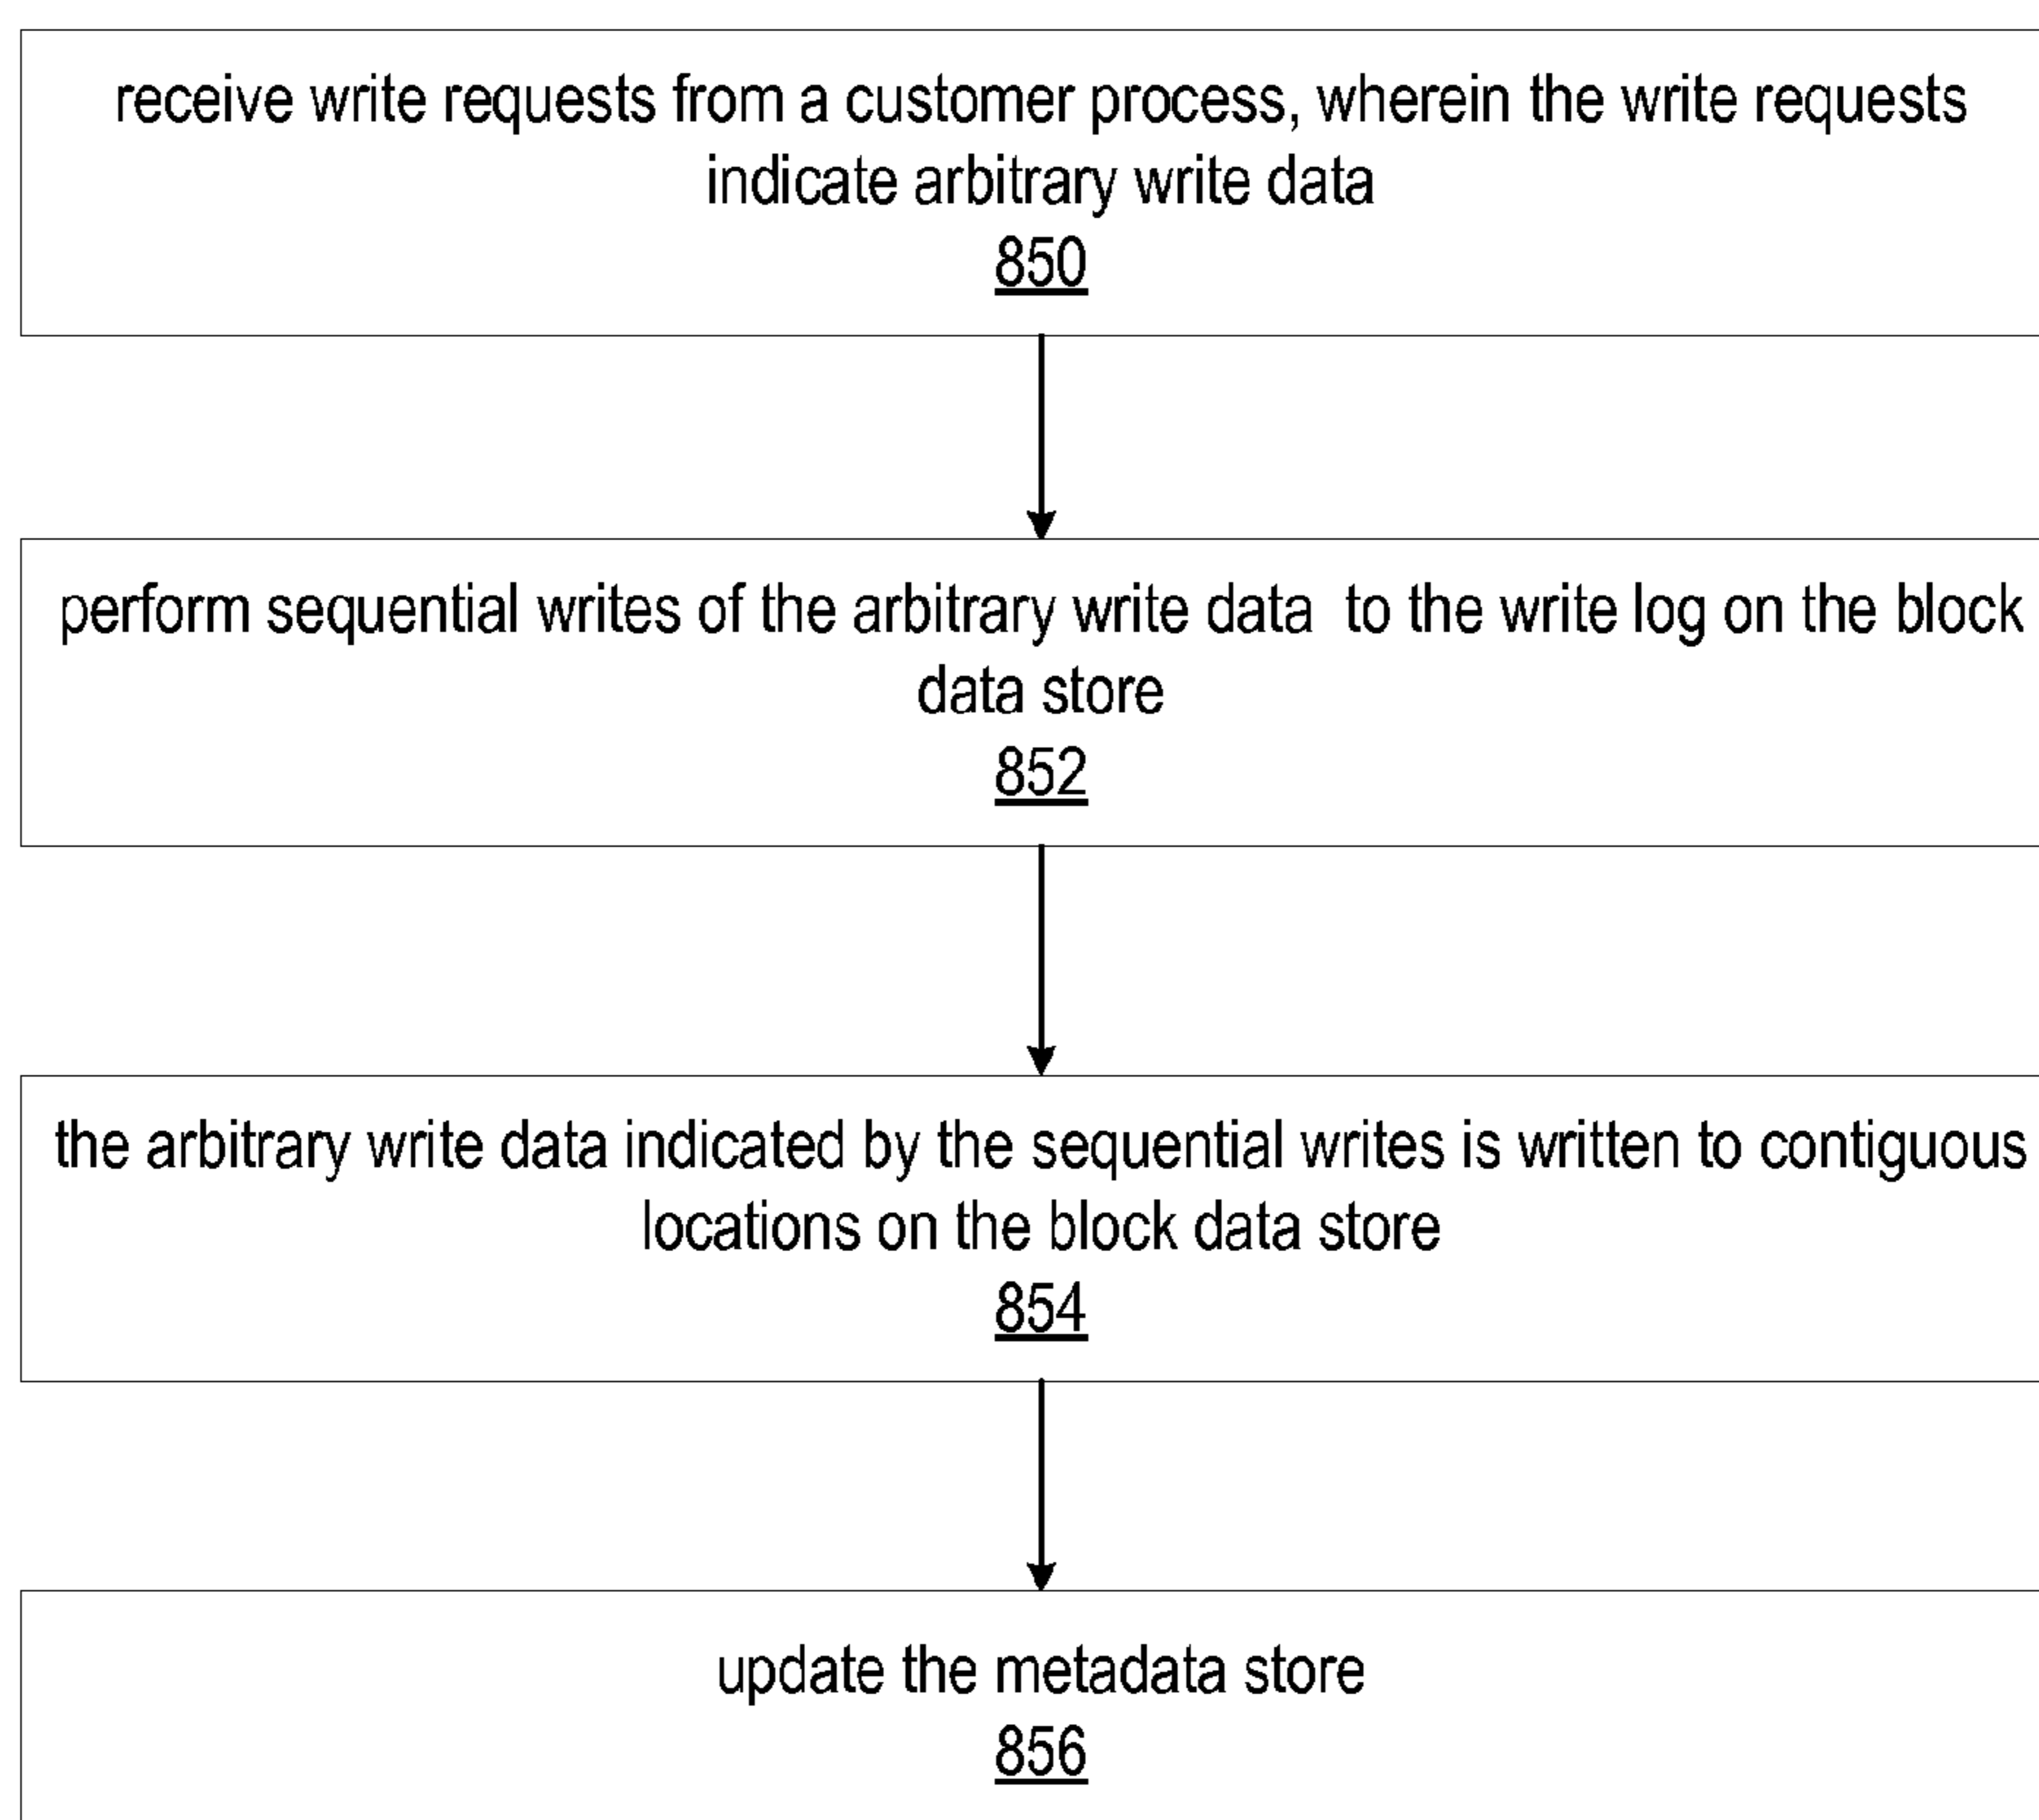 receive write requests from a customer process, wherein the write requests
indicate arbitrary write data
850
perform sequential writes of the arbitrary write data to the write log on the block
data store
852
the arbitrary write data indicated by the sequential writes is written to contiguous
locations on the block data store
854
update the metadata store
856